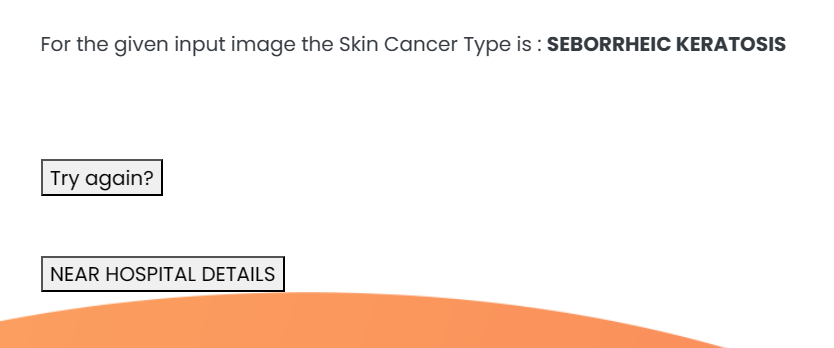 For the given input image the Skin Cancer Type is : SEBORRHEIC KERATOSIS
Try again?
NEAR HOSPITAL DETAILS